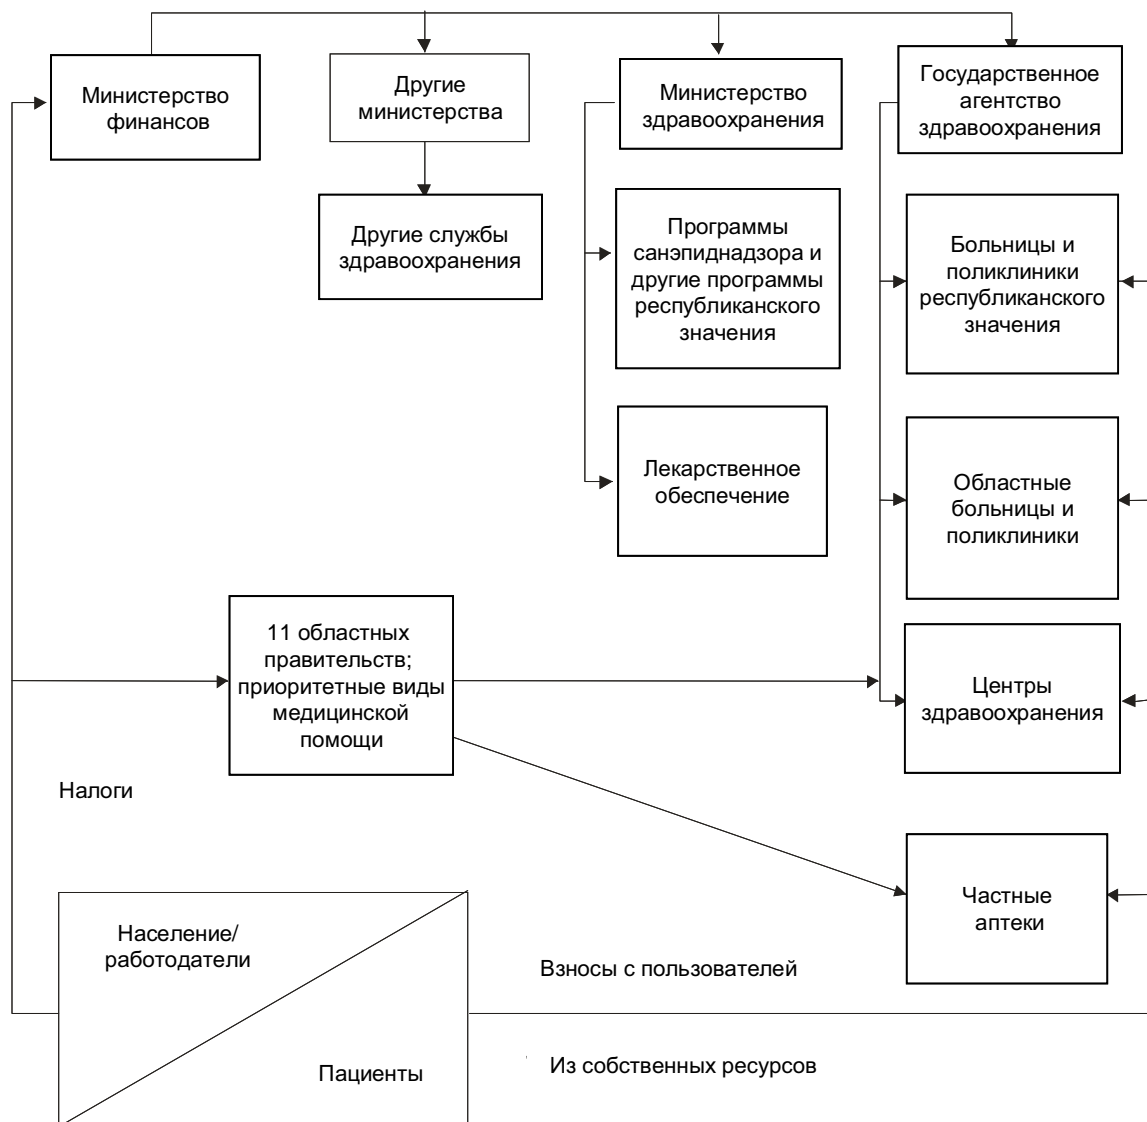 Министерство
финансов
Другие
министерства
Министерство
здравоохранения
Государственное
агентство
здравоохранения
Другие службы
здравоохранения
Программы
санэпиднадзора и
другие программы
республиканского
значения
Больницы и
поликлиники
республиканского
значения
Лекарственное
обеспечение
Областные
больницы и
поликлиники
11 областных
правительств;
приоритетные виды
медицинской
помощи
Центры
здравоохранения
Налоги
Частные
аптеки
Население/
работодатели
Взносы с пользователей
Пациенты
Из собственных ресурсов